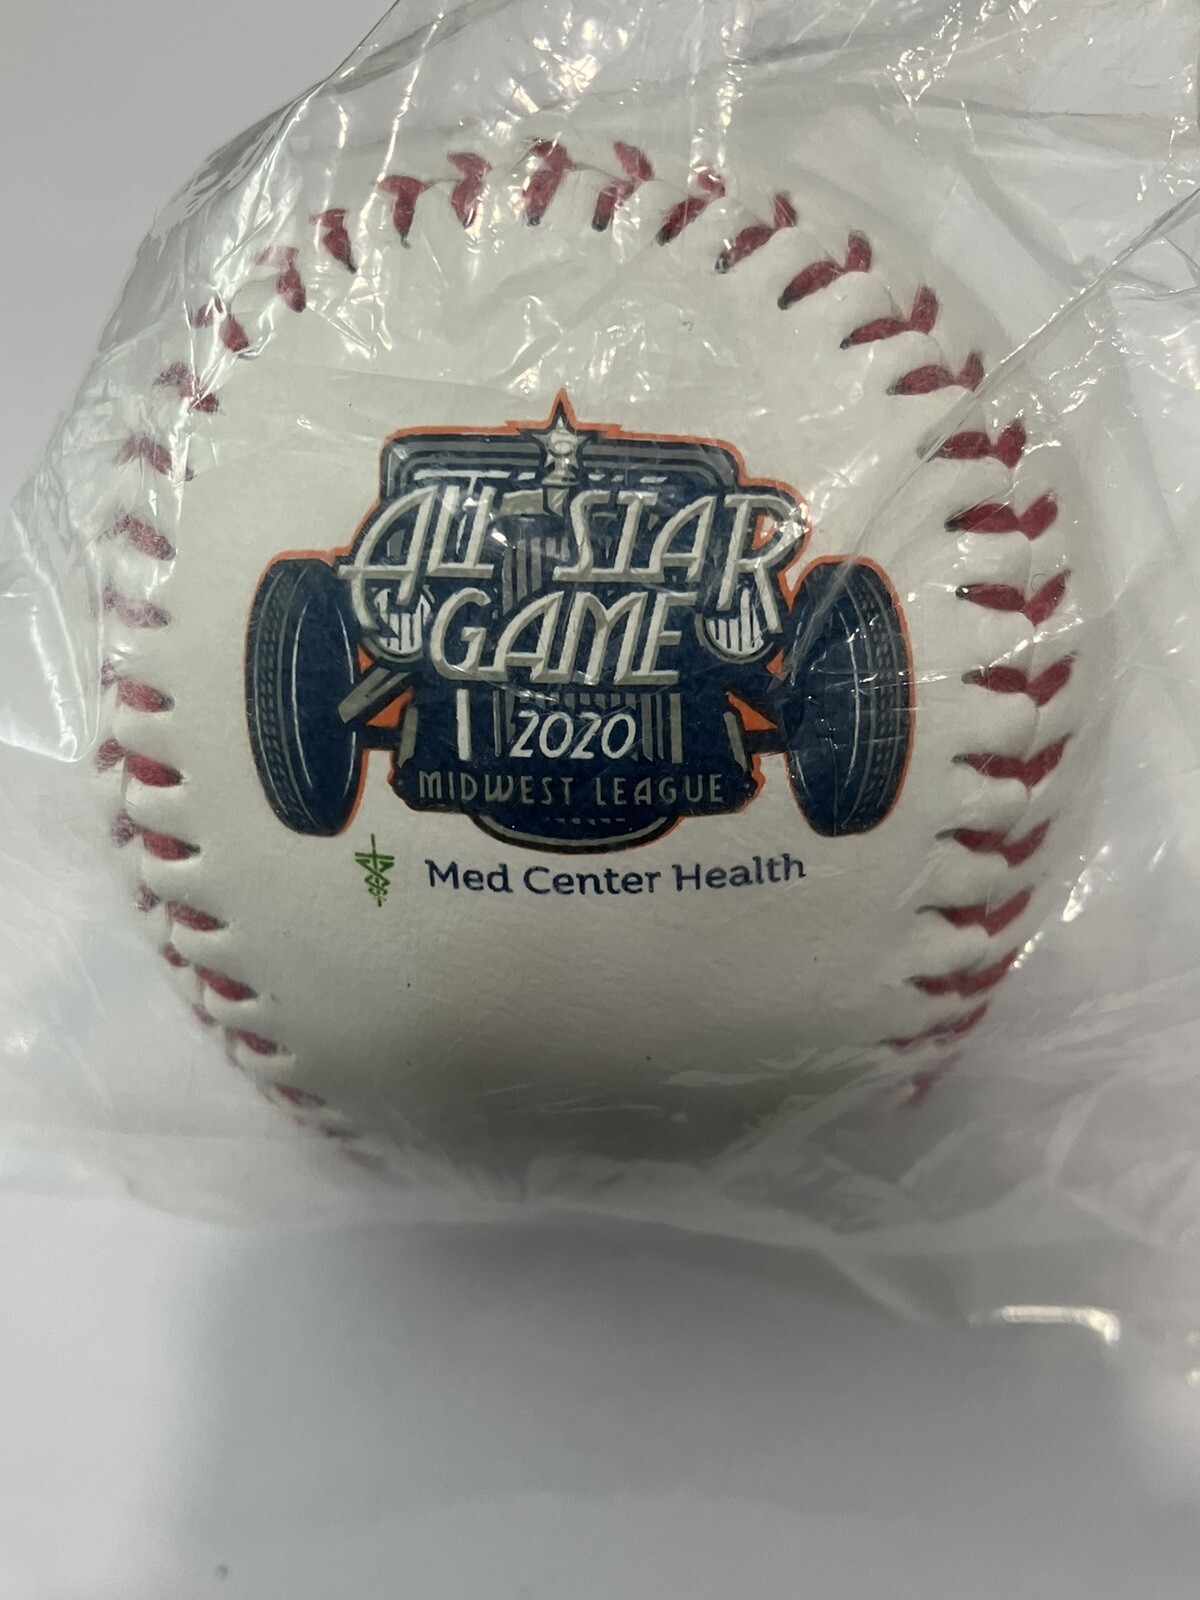 ALL STAR
GAME
2020
MIDWEST LEAGUE
Med Center Health